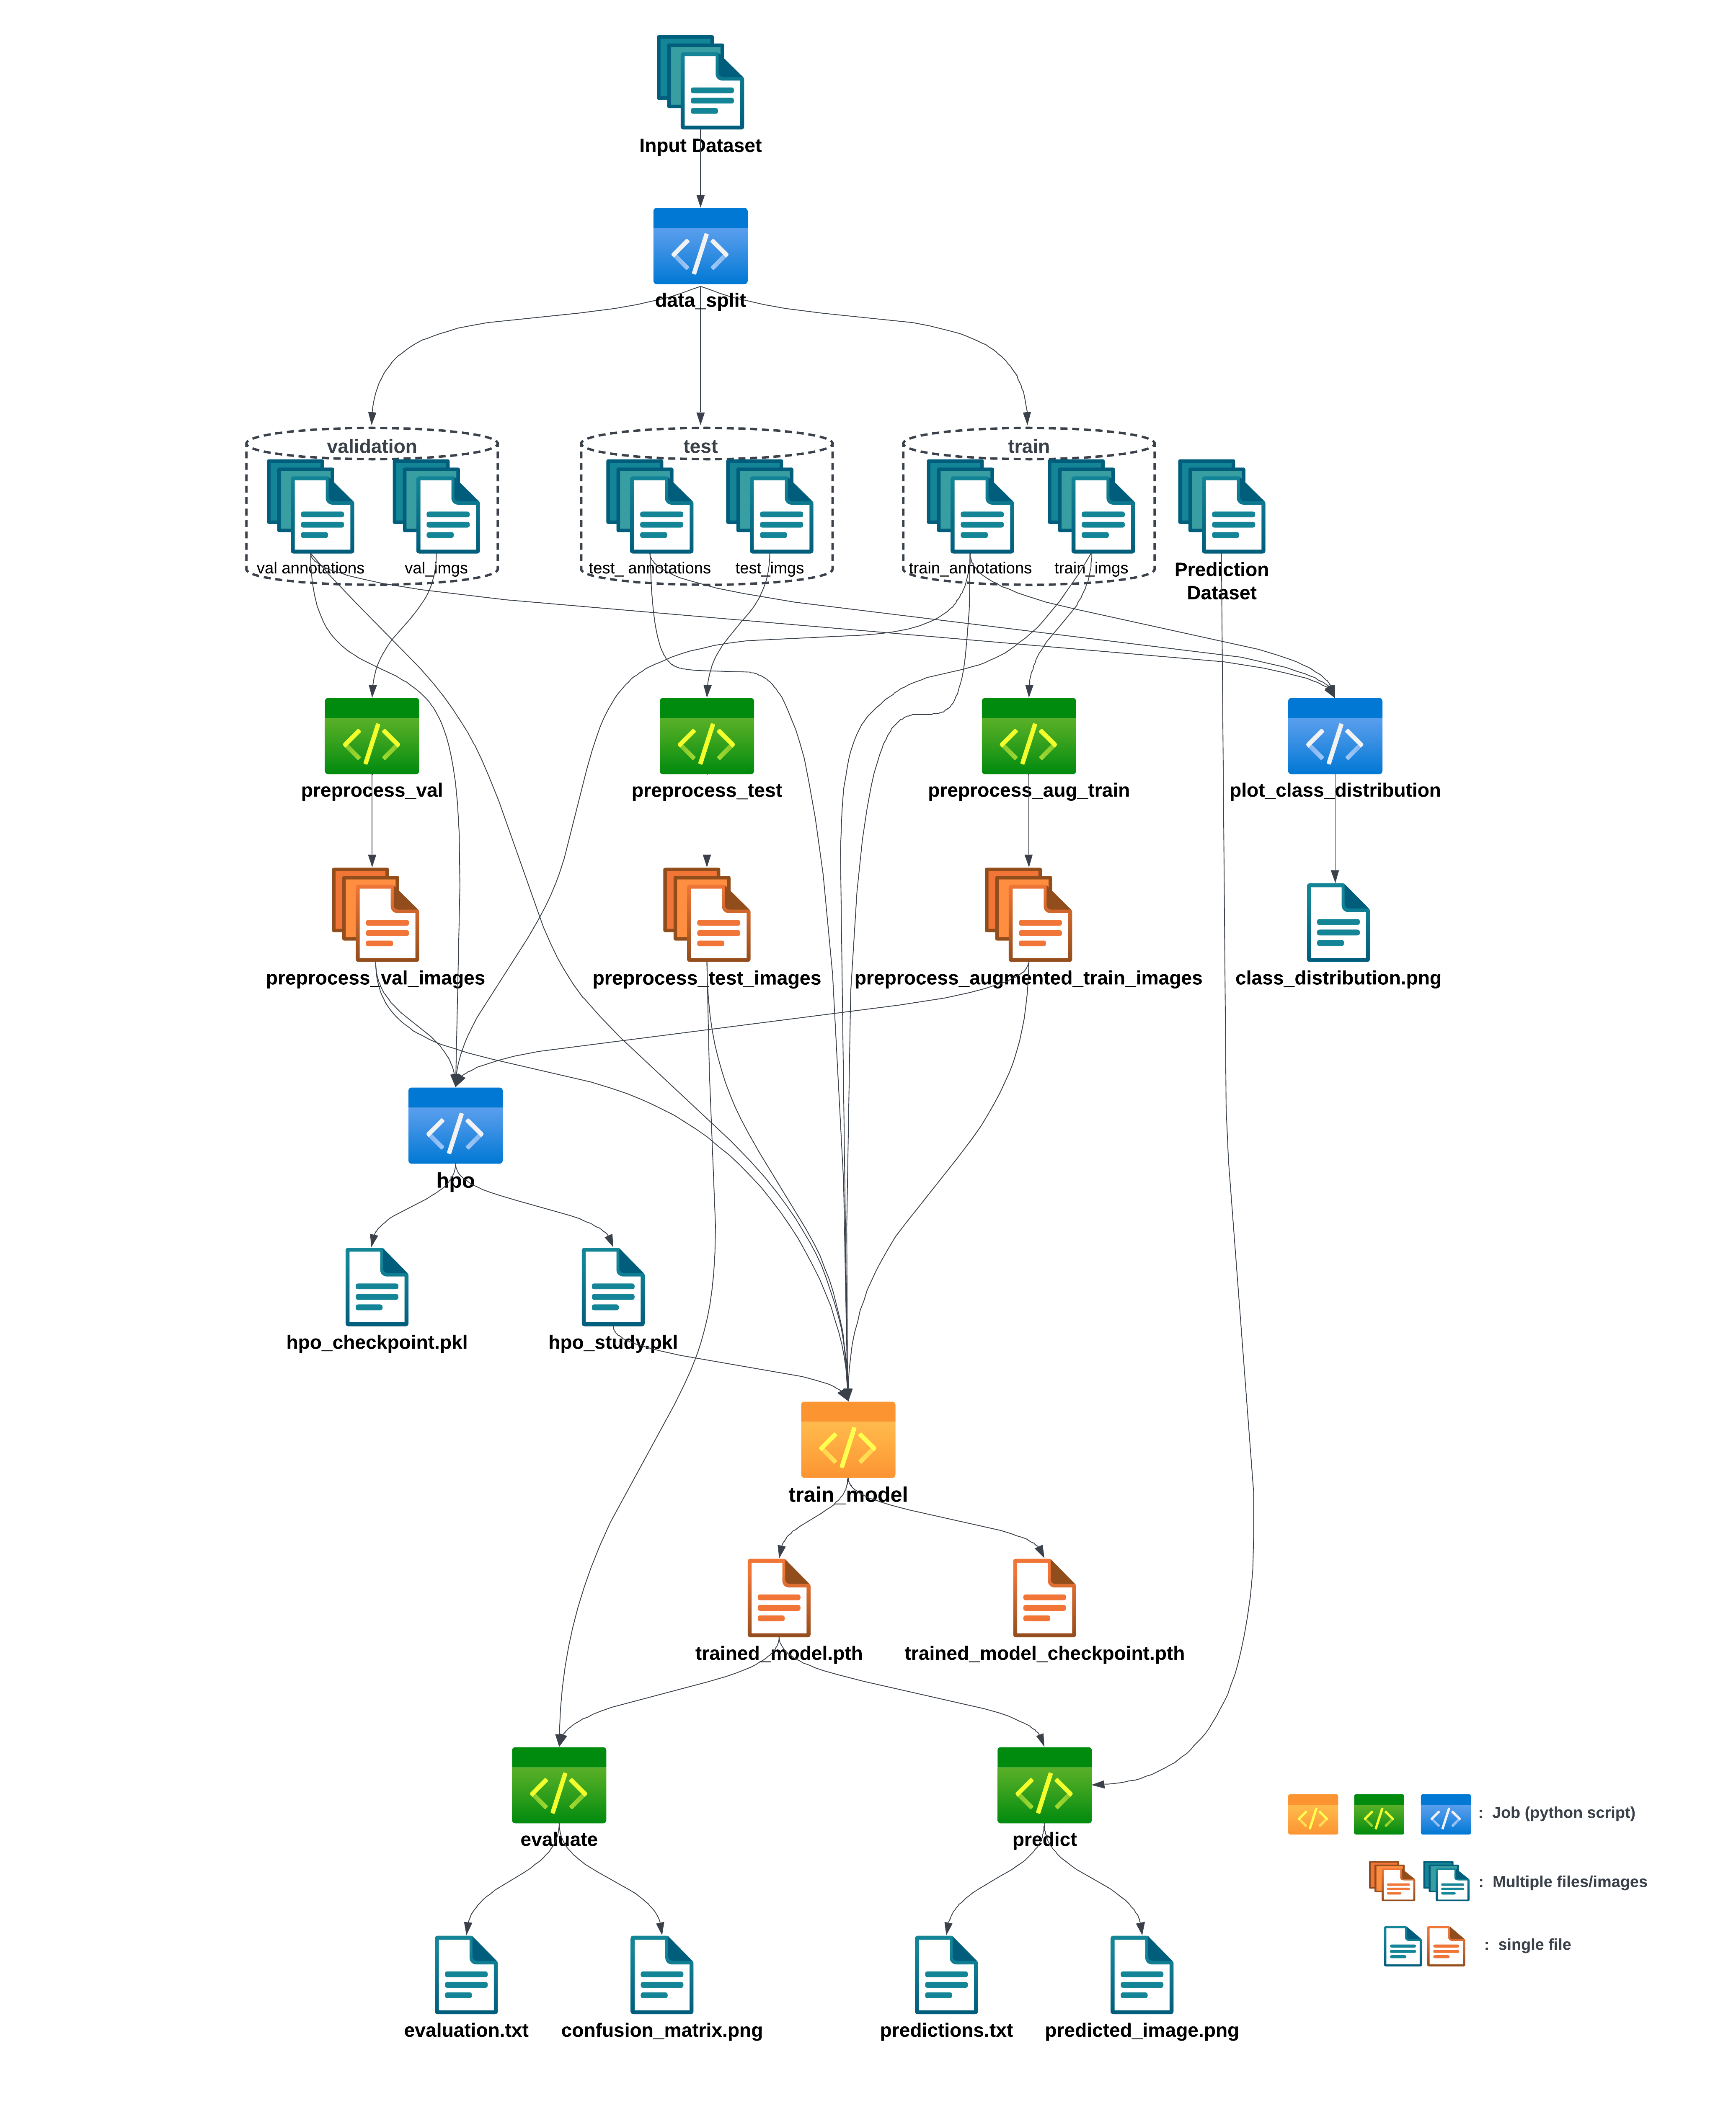 Input Dataset
data_split
validation
test
train
val annotations
val_imgs
test_ annotations
test_imgs
train_annotations
train_imgs
Prediction
Dataset
preprocess_val
preprocess_test
preprocess_aug_train
plot_class_distribution
preprocess_val_images
preprocess_test_images
preprocess_augmented_train_images
class_distribution.png
hpo
hpo_checkpoint.pkl
hpo_study.pkl
train_model
trained_model.pth
trained_model_checkpoint.pth
evaluate
predict
: Job (python script)
: Multiple files/images
: single file
evaluation.txt
confusion_matrix.png
predictions.txt
predicted_image.png